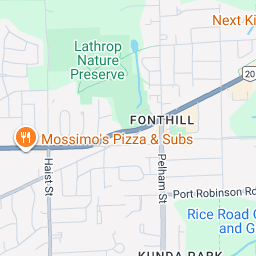 Next Ki
Lathrop
Nature
Preserve
20
FONTHILL
Mossimo's Pizza & Subs
Haist St
Pelham St
Port Robinson Ro
Rice Road G
and G
KUNDA PARK